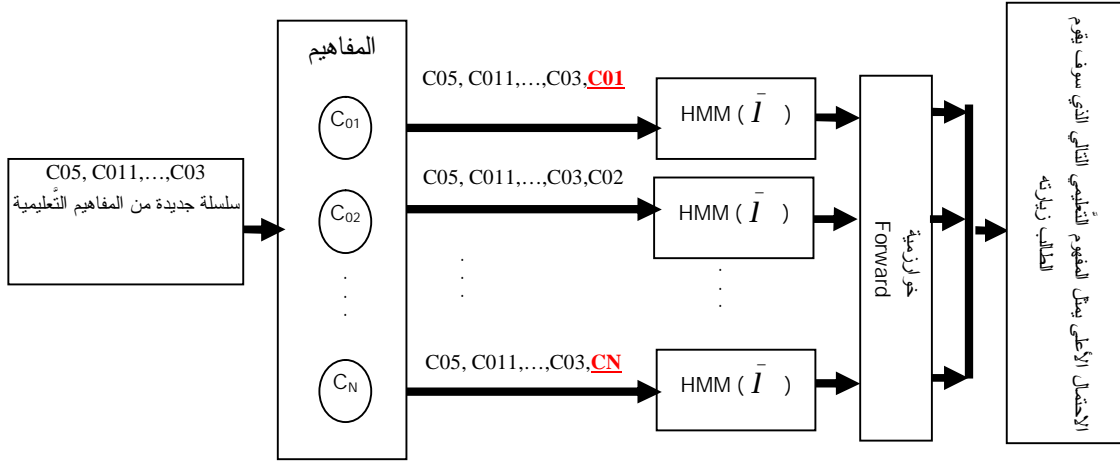 C05, C011,…,C03
سلسلة جديدة من المفاهيم التَّعليمية
المفاهيم
C01
C02
. . .
CN
C05, C011,…,C03,C01
C05, C011,…,C03,C02
. . .
C05, C011,…,C03,CN
HMM ( l̄ )
HMM ( l̄ )
. . .
HMM ( l̄ )
خوارزمية
Forward
الاحتمال الأعلى يمثل المفهوم التَّعليمي التالي الذي سوف يقوم
الطالب زيارته